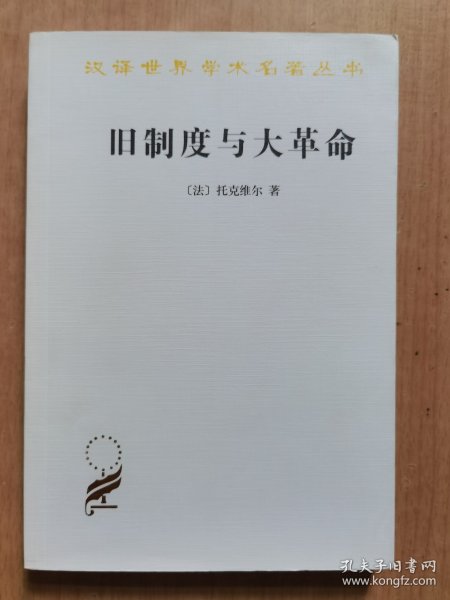 汉译世界学术名著丛书
旧制度与大革命
〔法〕托克维尔 著
孔夫子旧书网
www.kongfz.com